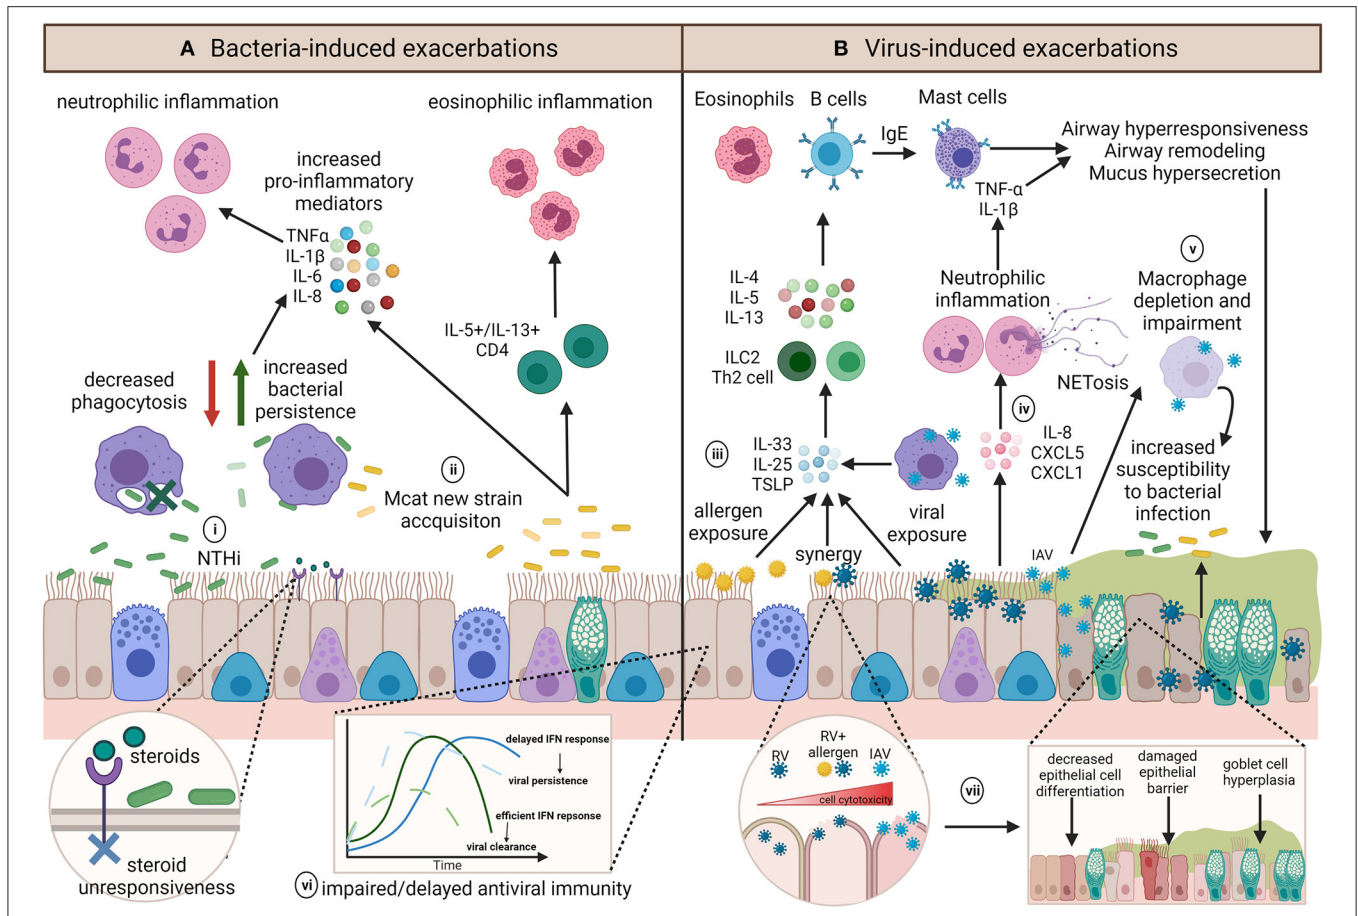 A Bacteria-induced exacerbations
B Virus-induced exacerbations
neutrophilic inflammation
eosinophilic inflammation
increased
pro-inflammatory
mediators
TNFα
IL-1β
IL-6
IL-8
IL-5+/IL-13+
CD4
decreased
phagocytosis
increased
bacterial
persistence
ii
Mcat new strain
accquisiton
i
NTHi
steroids
steroid
unresponsiveness
delayed IFN response
viral persistence
efficient IFN repsonse
viral clearance
Time
vi impaired/delayed antiviral immunity
Eosinophils
B cells
Mast cells
IgE
Airway hyperresponsiveness
Airway remodeling
Mucus hypersecretion
TNF-α
IL-1β
IL-4
IL-5
IL-13
Neutrophilic
inflammation
v
Macrophage
depletion and
impairment
ILC2
Th2 cell
NETosis
iii
IL-33
IL-25
TSLP
iv
IL-8
CXCL5
CXCL1
increased
susceptibility
to bacterial
infection
allergen
exposure
viral
exposure
synergy
IAV
RV
RV+
allergen
IAV
cell cytotoxicity
vii
decreased
epithelial cell
differentiation
damaged
epithelial
barrier
goblet cell
hyperplasia